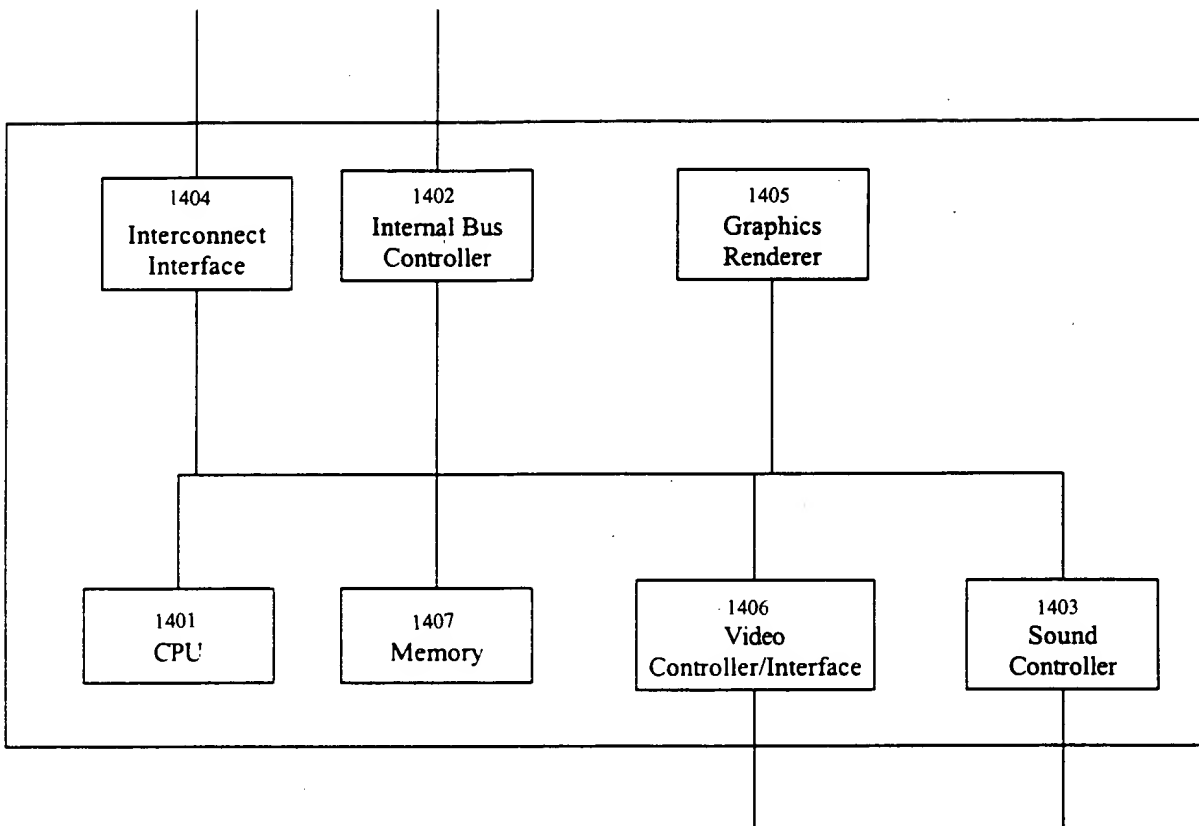 1404
Interconnect
Interface
1402
Internal Bus
Controller
1405
Graphics
Renderer
1401
CPU
1407
Memory
1406
Video
Controller/Interface
1403
Sound
Controller